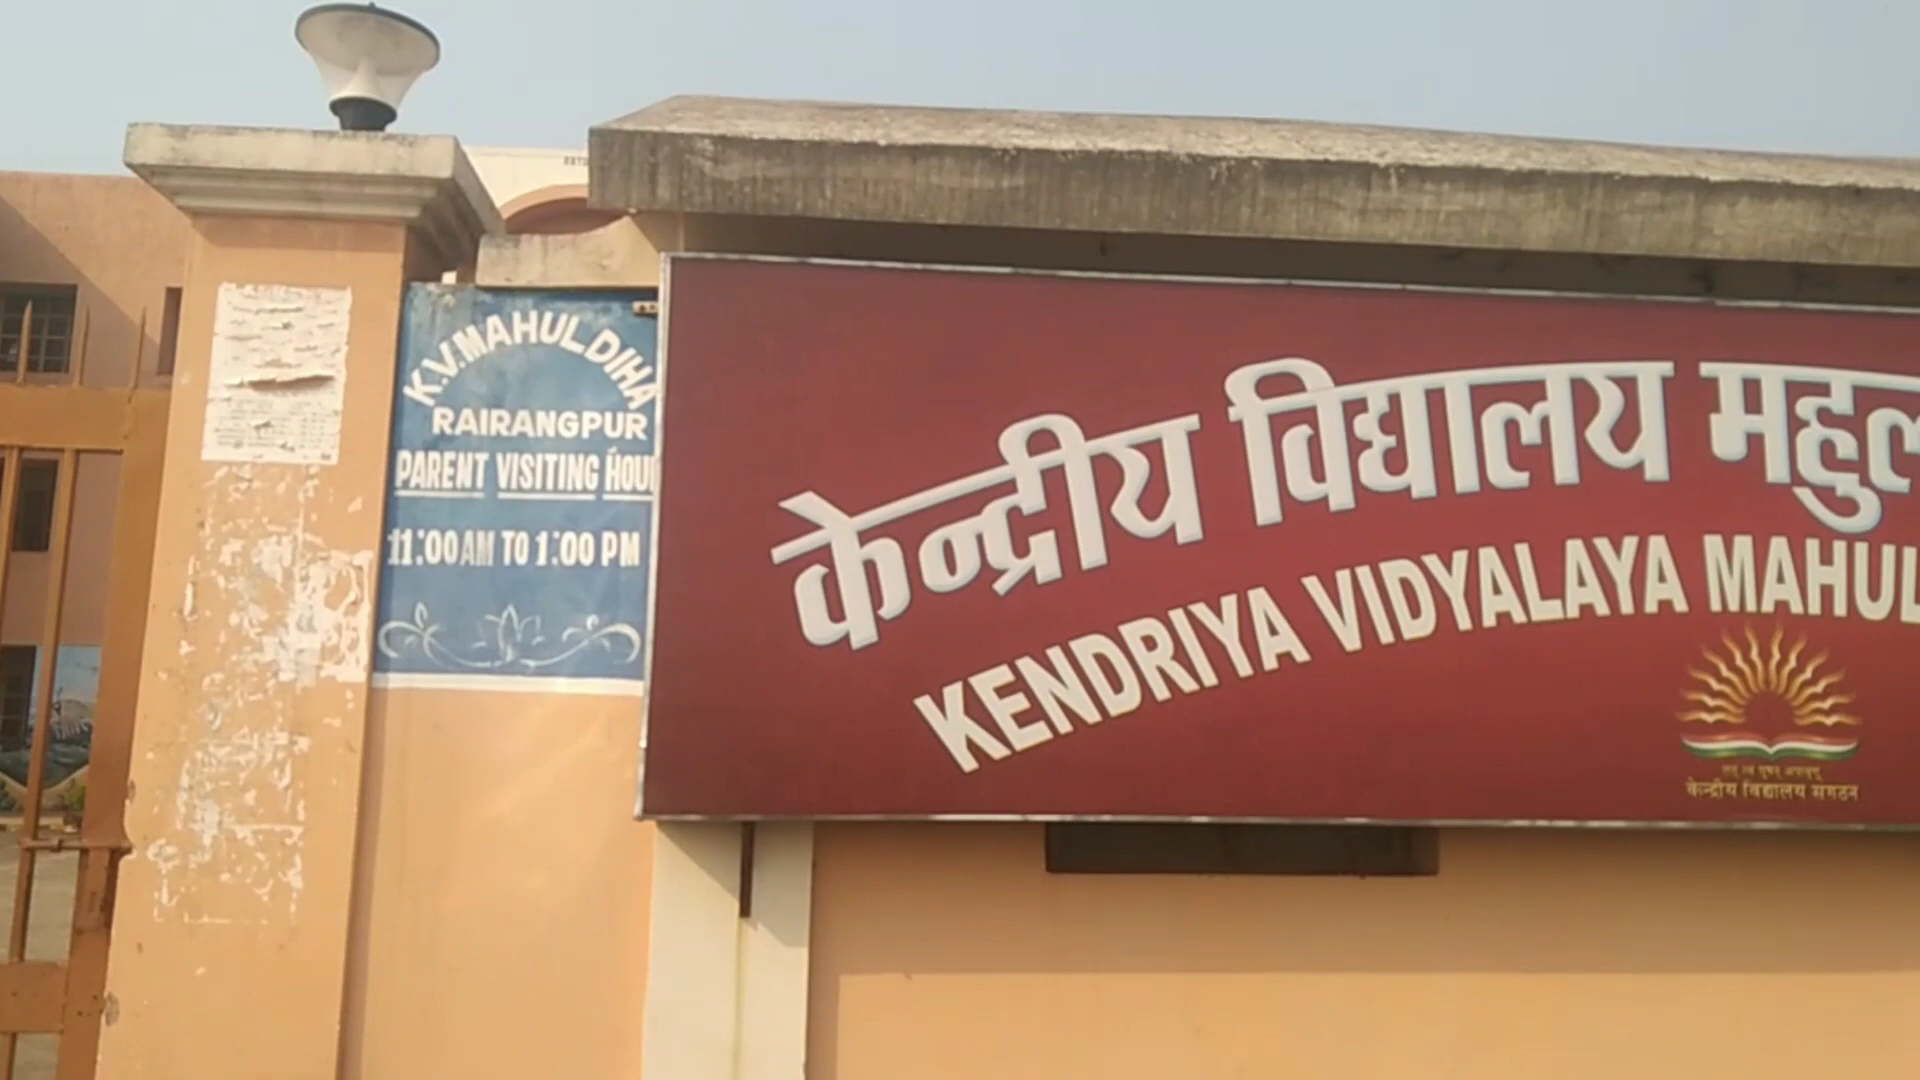 K.V.MAHULDIHA
RAIRANGPUR
PARENT VISITING HOU
11:00 AM TO 1:00 PM
केन्द्रीय विद्यालय महुल
KENDRIYA VIDYALAYA MAHUL
केन्द्रीय विद्यालय संगठन